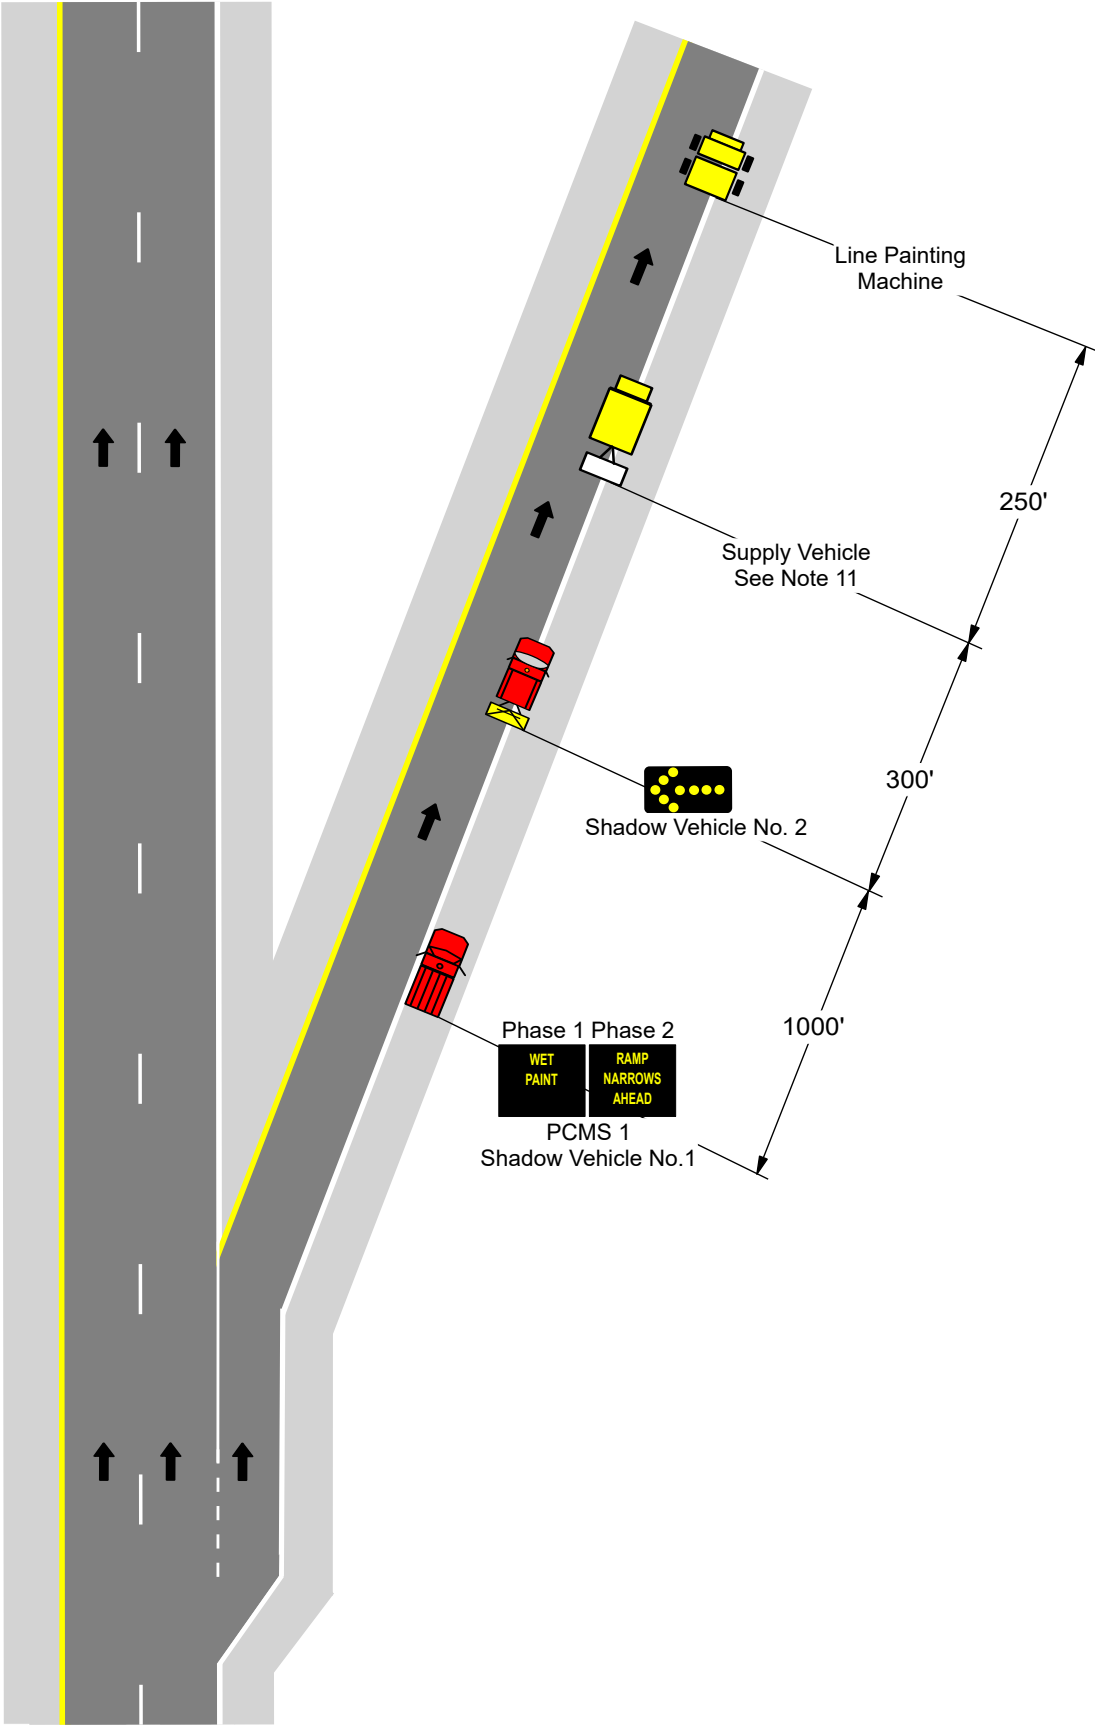 Line Painting
Machine
250'
Supply Vehicle
See Note 11
300'
Shadow Vehicle No. 2
1000'
Phase 1 Phase 2
WET
PAINT
RAMP
NARROWS
AHEAD
PCMS 1
Shadow Vehicle No.1